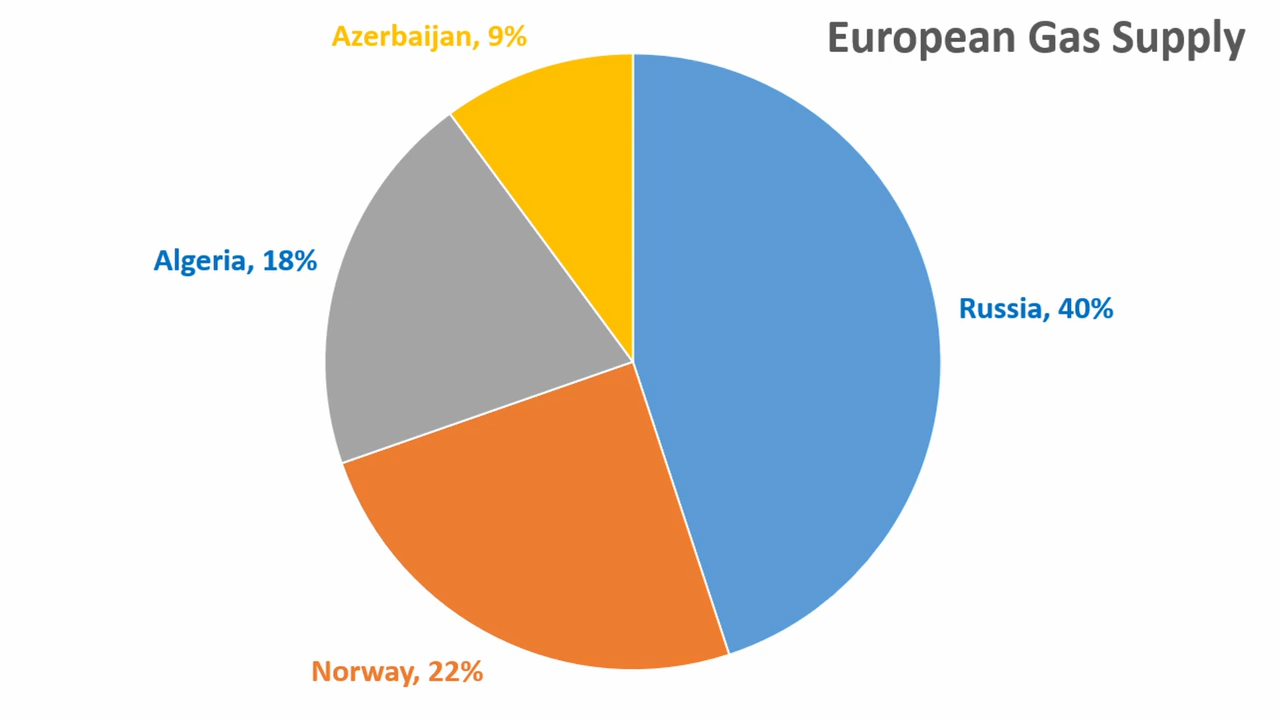 European Gas Supply
Azerbaijan, 9%
Algeria, 18%
Russia, 40%
Norway, 22%